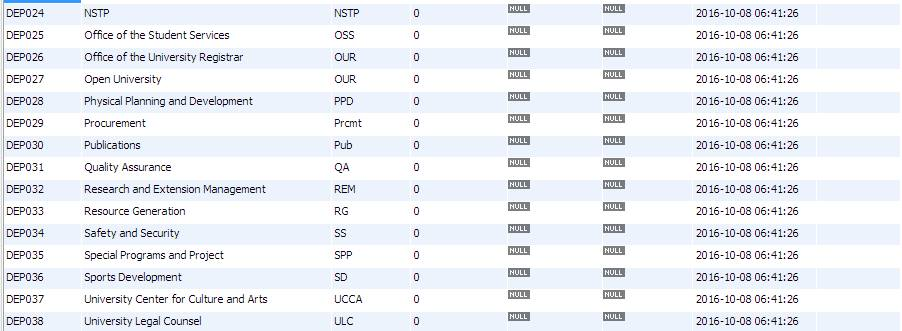 DEP024 NSTP NSTP 0 NULL NULL 2016-10-08 06:41:26
DEP025 Office of the Student Services OSS 0 NULL NULL 2016-10-08 06:41:26
DEP026 Office of the University Registrar OUR 0 NULL NULL 2016-10-08 06:41:26
DEP027 Open University OUR 0 NULL NULL 2016-10-08 06:41:26
DEP028 Physical Planning and Development PPD 0 NULL NULL 2016-10-08 06:41:26
DEP029 Procurement Prcmt 0 NULL NULL 2016-10-08 06:41:26
DEP030 Publications Pub 0 NULL NULL 2016-10-08 06:41:26
DEP031 Quality Assurance QA 0 NULL NULL 2016-10-08 06:41:26
DEP032 Research and Extension Management REM 0 NULL NULL 2016-10-08 06:41:26
DEP033 Resource Generation RG 0 NULL NULL 2016-10-08 06:41:26
DEP034 Safety and Security SS 0 NULL NULL 2016-10-08 06:41:26
DEP035 Special Programs and Project SPP 0 NULL NULL 2016-10-08 06:41:26
DEP036 Sports Development SD 0 NULL NULL 2016-10-08 06:41:26
DEP037 University Center for Culture and Arts UCCA 0 NULL NULL 2016-10-08 06:41:26
DEP038 University Legal Counsel ULC 0 NULL NULL 2016-10-08 06:41:26